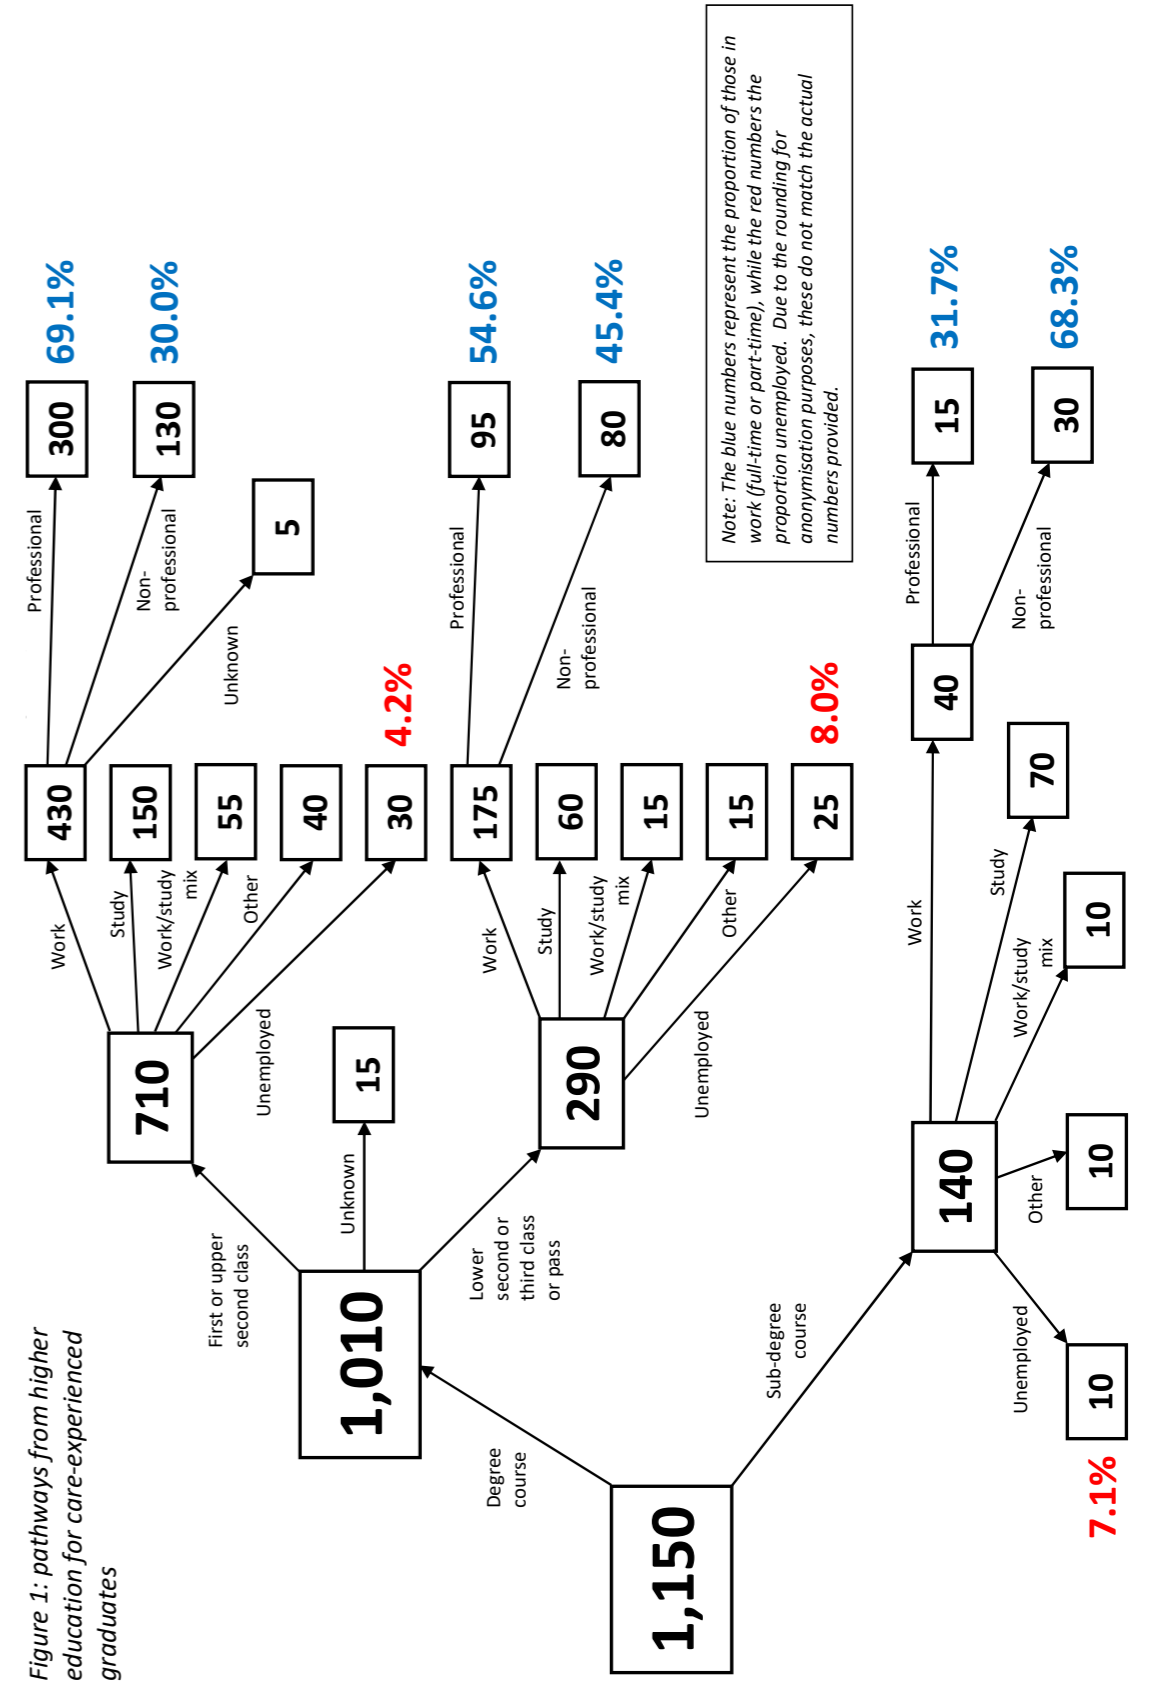 Figure 1: pathways from higher
education for care-experienced
graduates
1,150
Degree
course
1,010
First or upper
second class
710
Work
430
Professional
300
69.1%
Non-
professional
130
30.0%
Unknown
5
Study
150
Work/study
mix
55
Other
40
Unemployed
30
4.2%
Unknown
15
Lower
second or
third class
or pass
290
Work
175
Professional
95
54.6%
Non-
professional
80
45.4%
Study
60
Work/study
mix
15
Other
15
Unemployed
25
8.0%
Sub-degree
course
140
Work
40
Professional
15
31.7%
Non-
professional
30
68.3%
Study
70
Work/study
mix
10
Other
10
Unemployed
10
7.1%
Note: The blue numbers represent the proportion of those in
work (full-time or part-time), while the red numbers the
proportion unemployed. Due to the rounding for
anonymisation purposes, these do not match the actual
numbers provided.